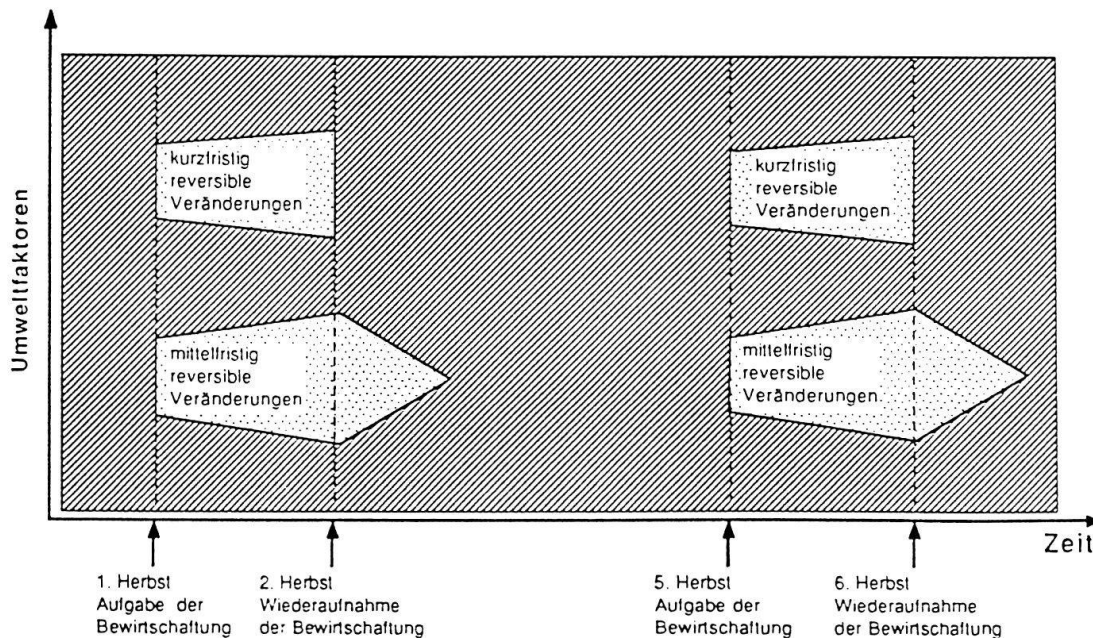 Umweltfaktoren
kurzfristig
reversible
Veränderungen
kurzfristig
reversible
Veränderungen
mittelfristig
reversible
Veränderungen
mittelfristig
reversible
Veränderungen
Zeit
1. Herbst
Aufgabe der
Bewirtschaftung
2. Herbst
Wiederaufnahme
der Bewirtschaftung
5. Herbst
Aufgabe der
Bewirtschaftung
6. Herbst
Wiederaufnahme
der Bewirtschaftung